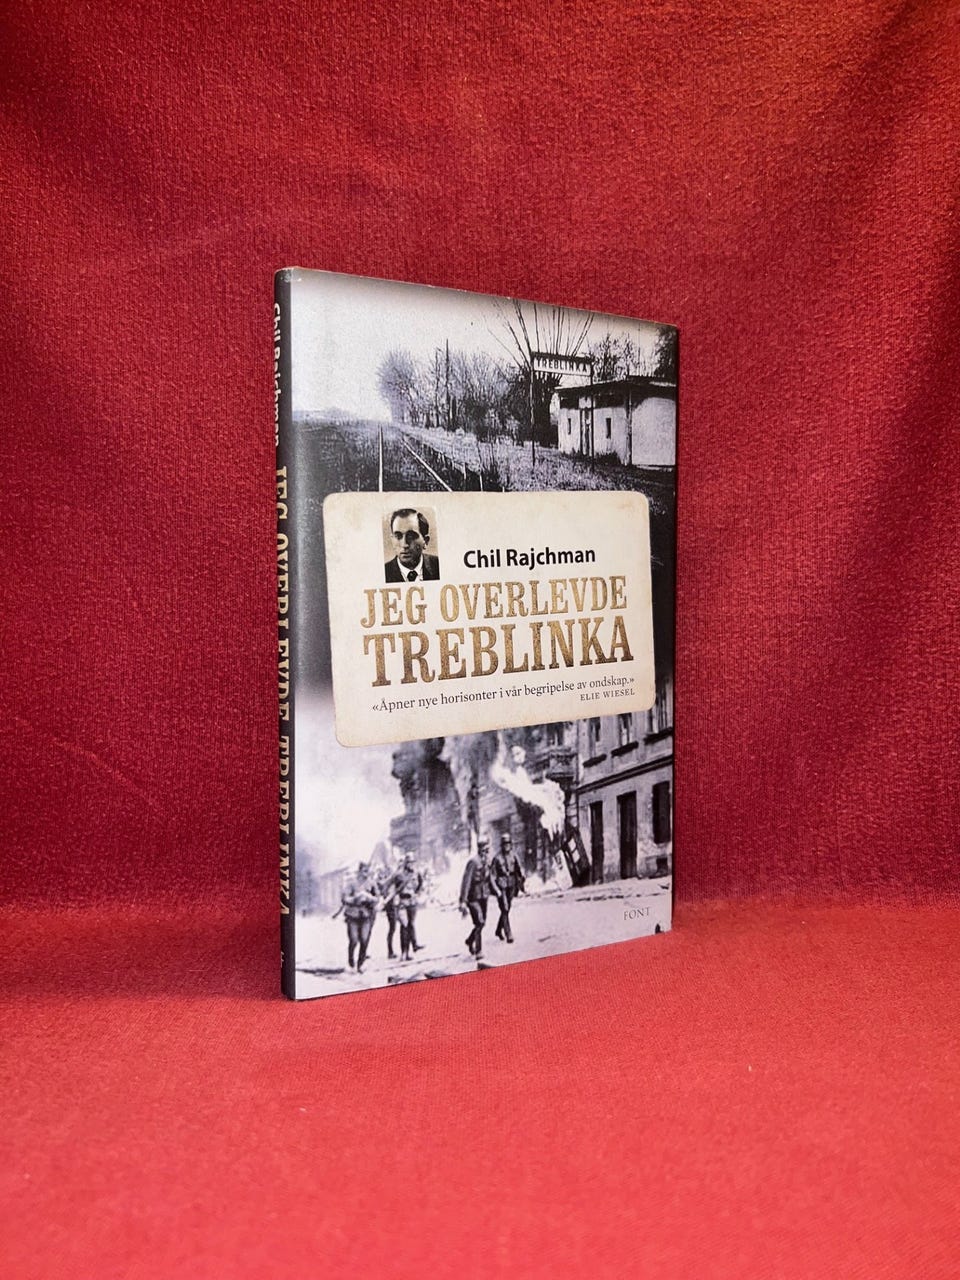 Chil Rajchman JEG OVERLEVDE TREBLINKA
TREBLINKA
Chil Rajchman
JEG OVERLEVDE
TREBLINKA
«Åpner nye horisonter i vår begripelse av ondskap.»
ELIE WIESEL
FONT